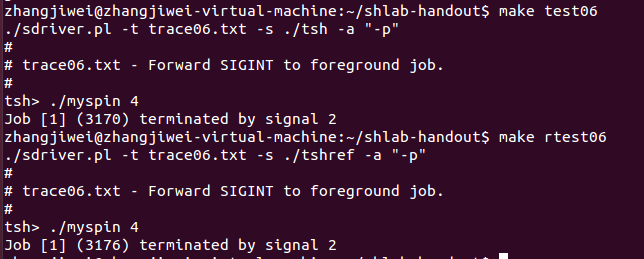 zhangjiwei@zhangjiwei-virtual-machine:~/shlab-handout$ make test06
./sdriver.pl -t trace06.txt -s ./tsh -a "-p"
#
# trace06.txt - Forward SIGINT to foreground job.
#
tsh> ./myspin 4
Job [1] (3170) terminated by signal 2
zhangjiwei@zhangjiwei-virtual-machine:~/shlab-handout$ make rtest06
./sdriver.pl -t trace06.txt -s ./tshref -a "-p"
#
# trace06.txt - Forward SIGINT to foreground job.
#
tsh> ./myspin 4
Job [1] (3176) terminated by signal 2